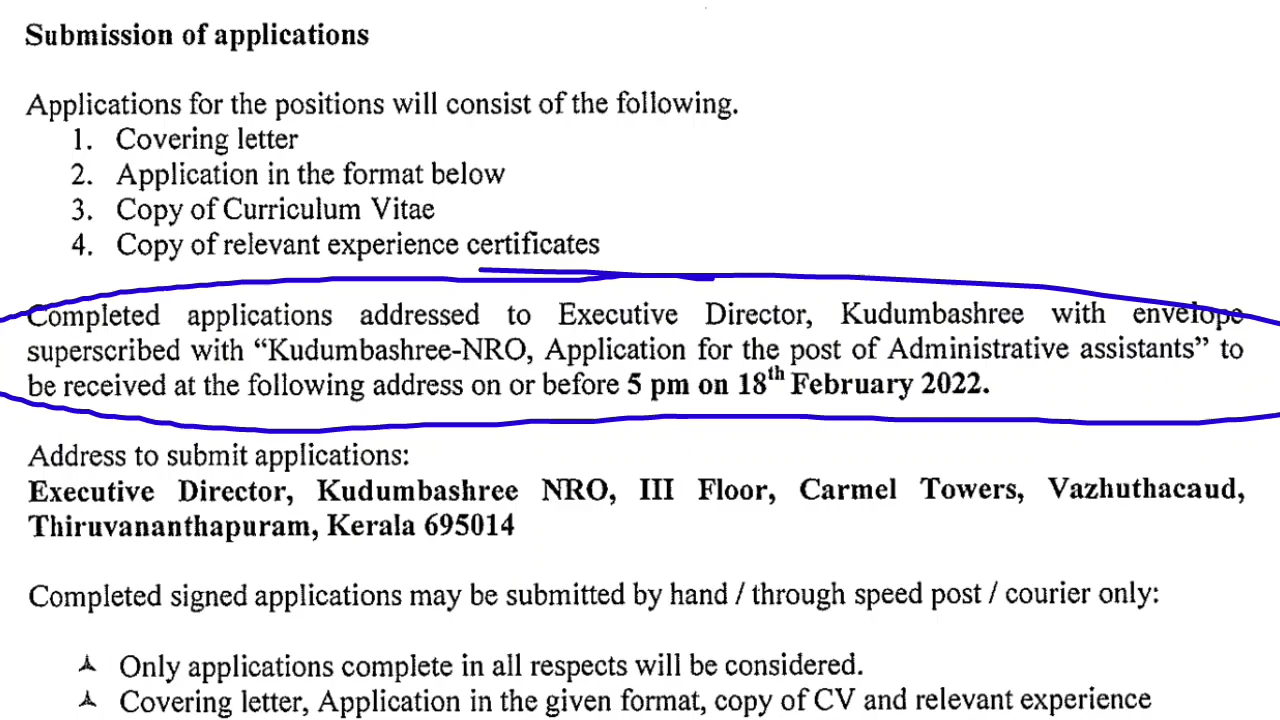 Submission of applications
Applications for the positions will consist of the following.
1. Covering letter
2. Application in the format below
3. Copy of Curriculum Vitae
4. Copy of relevant experience certificates
Completed applications addressed to Executive Director, Kudumbashree with envelope
superscribed with “Kudumbashree-NRO, Application for the post of Administrative assistants” to
be received at the following address on or before 5 pm on 18th February 2022.
Address to submit applications:
Executive Director, Kudumbashree NRO, III Floor, Carmel Towers, Vazhuthacaud,
Thiruvananthapuram, Kerala 695014
Completed signed applications may be submitted by hand / through speed post / courier only:
Only applications complete in all respects will be considered.
Covering letter, Application in the given format, copy of CV and relevant experience